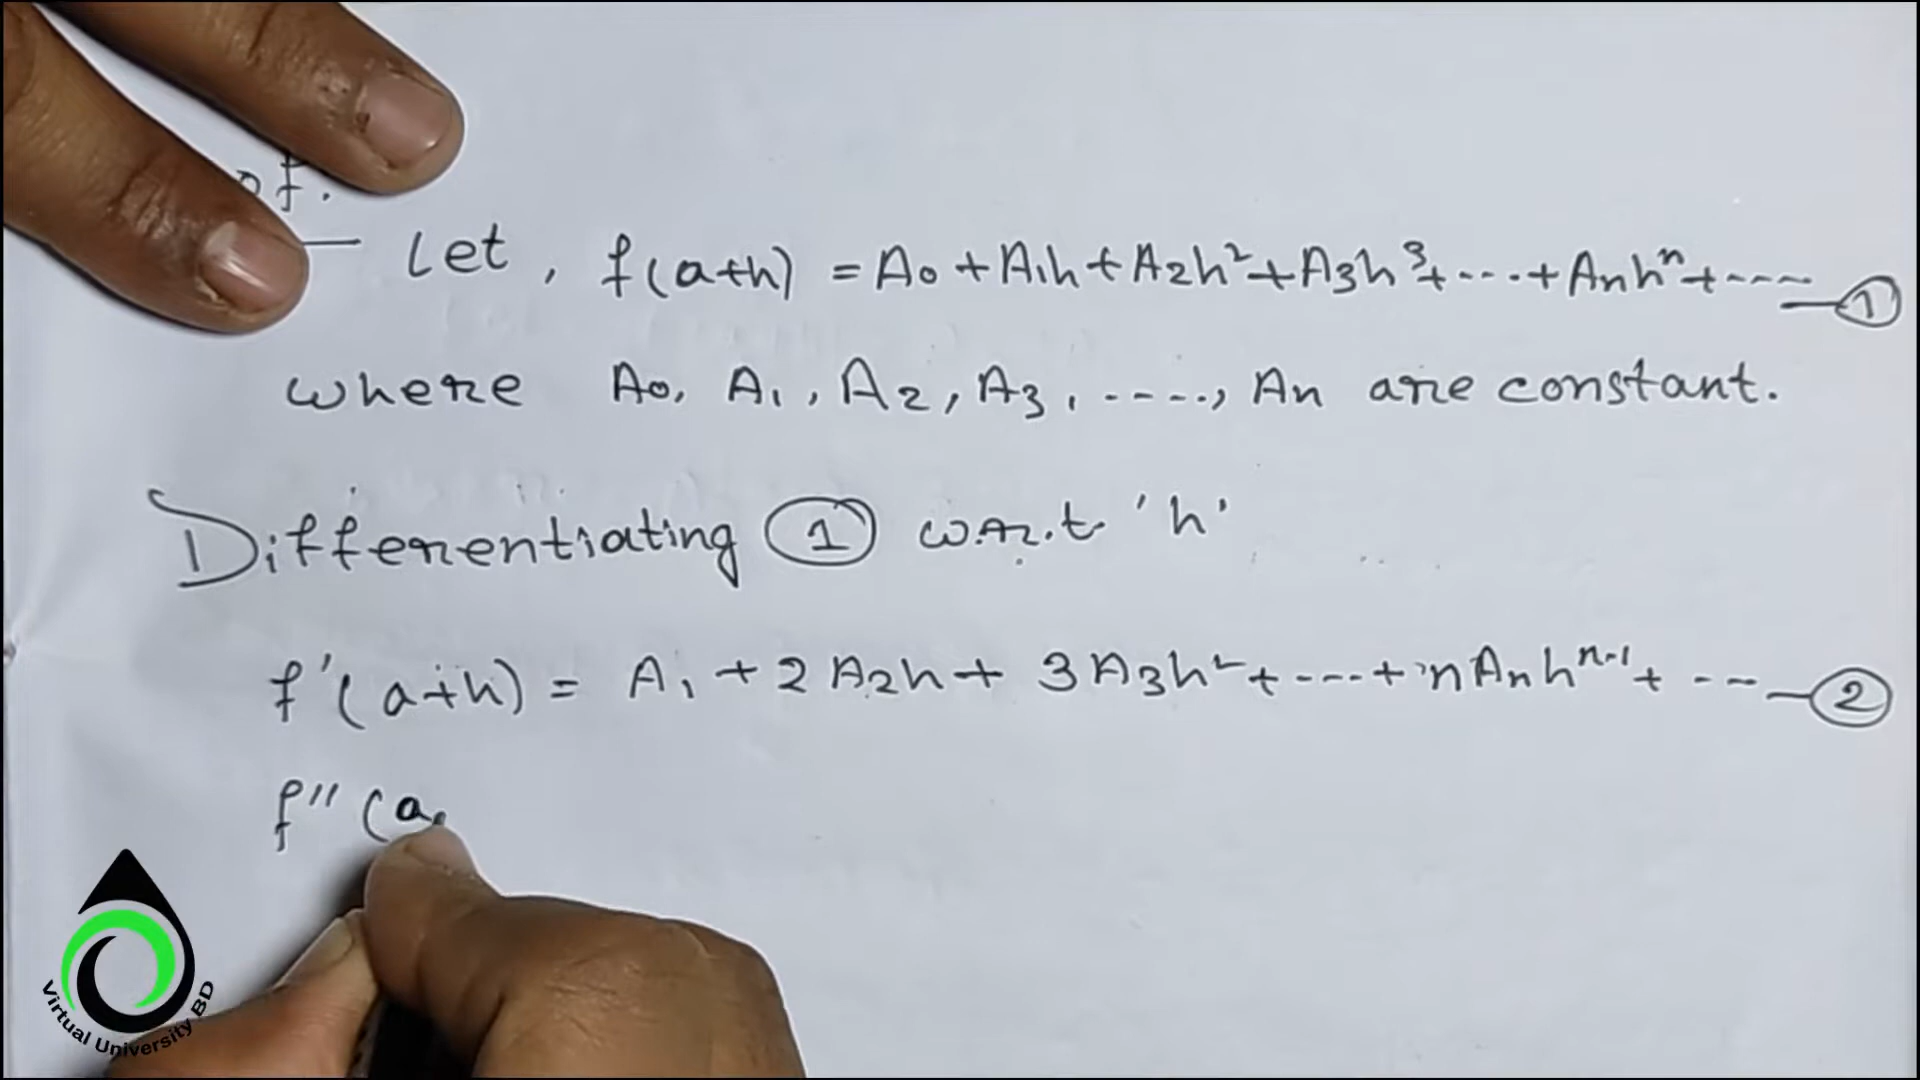 of.
Let, f(a+h) = A₀ + A₁h + A₂h² + A₃h³ + ---- + Aₙhⁿ + ---- —①
where A₀, A₁, A₂, A₃, -----, Aₙ are constant.
Differentiating ① w.r.t 'h'
f'(a+h) = A₁ + 2A₂h + 3A₃h² + ---- + nAₙhⁿ⁻¹ + --- —②
f''(a
Virtual University BD